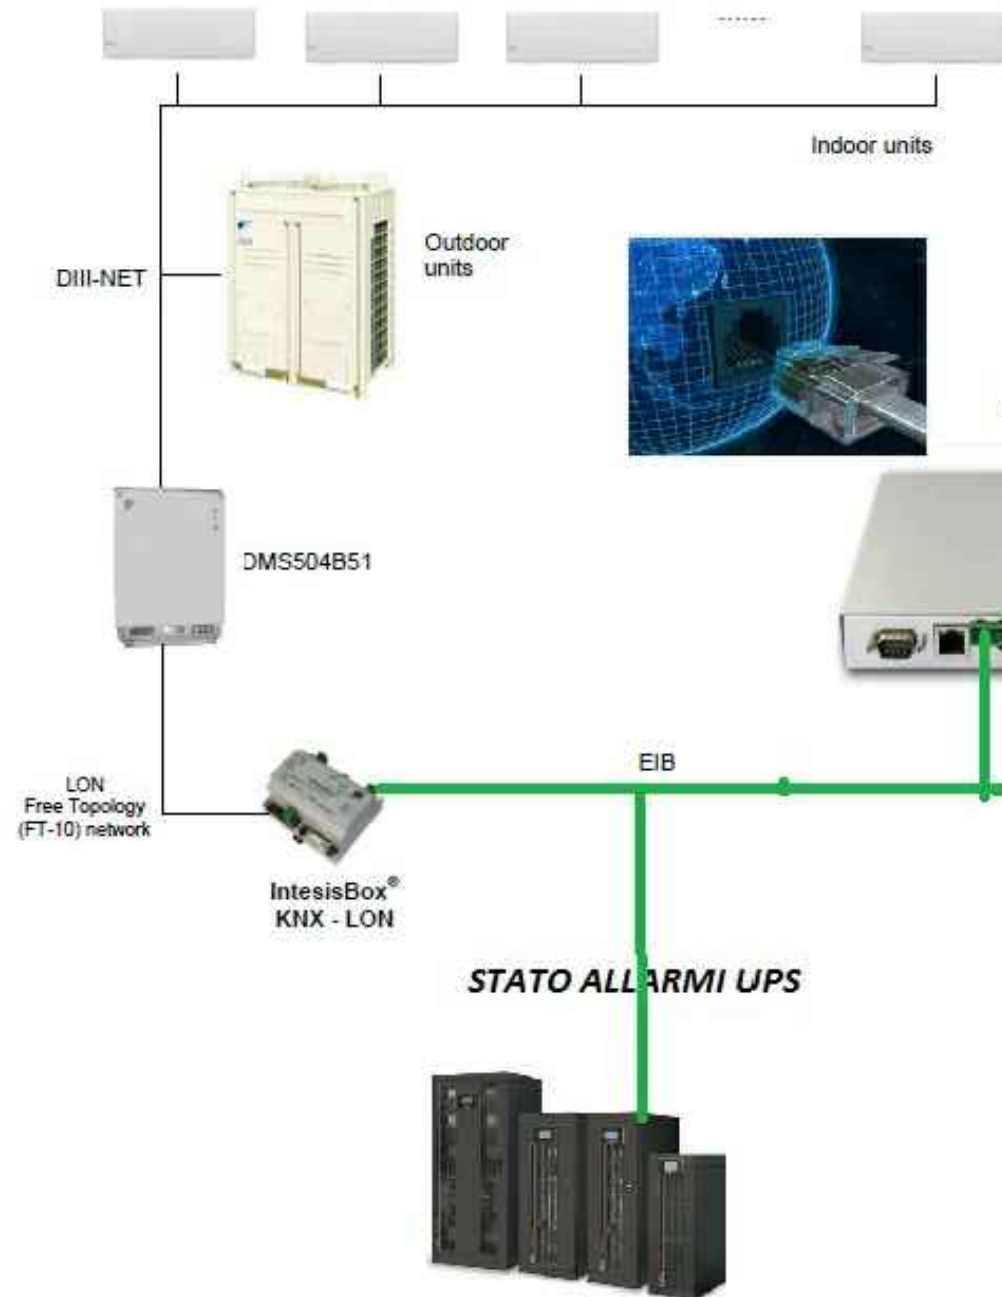 Indoor units
Outdoor
units
DIII-NET
DMS504B51
EIB
LON
Free Topology
(FT-10) network
IntesisBox®
KNX - LON
STATO ALLARMI UPS